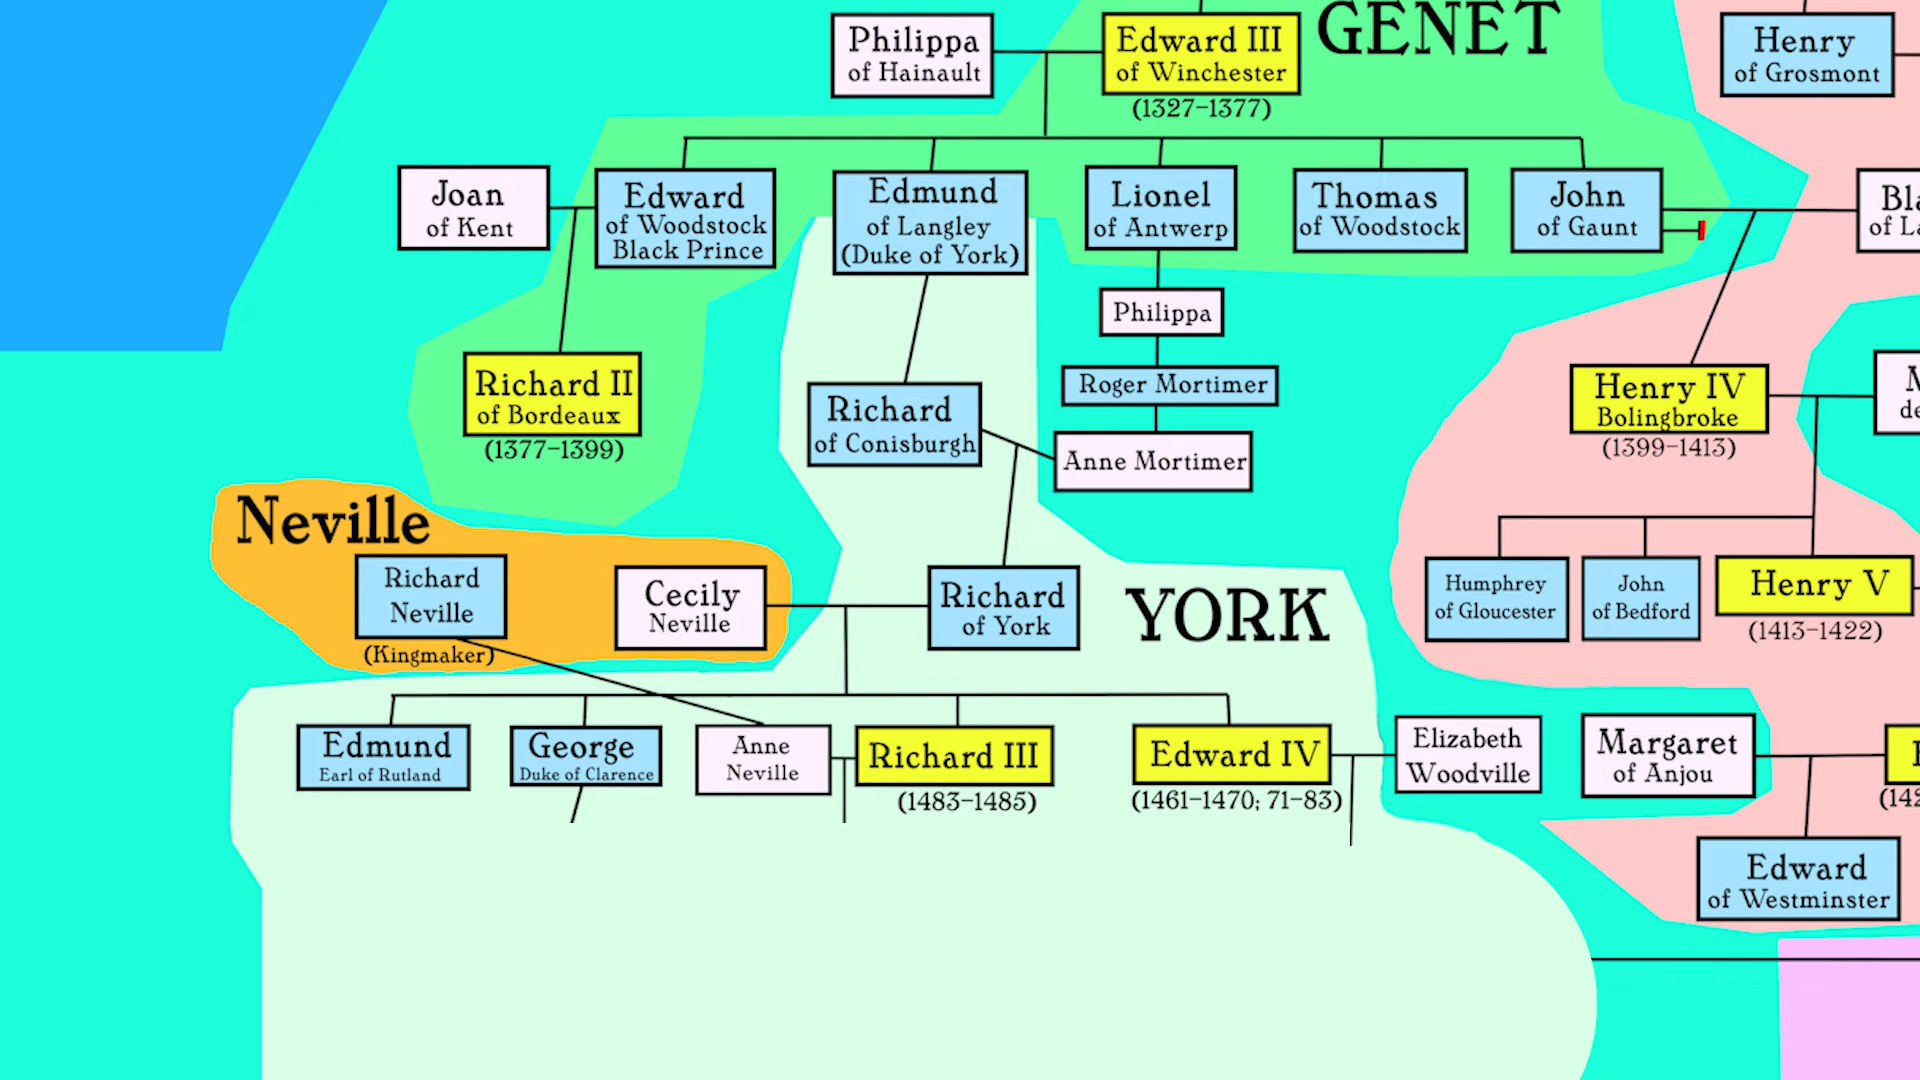 GENET
Philippa
of Hainault
Edward III
of Winchester
(1327-1377)
Henry
of Grosmont
Joan
of Kent
Edward
of Woodstock
Black Prince
Edmund
of Langley
(Duke of York)
Lionel
of Antwerp
Thomas
of Woodstock
John
of Gaunt
Bla
of La
Philippa
Richard II
of Bordeaux
(1377-1399)
Roger Mortimer
Richard
of Conisburgh
Anne Mortimer
Henry IV
Bolingbroke
(1399-1413)
M
de
Neville
Richard
Neville
(Kingmaker)
Cecily
Neville
Richard
of York
YORK
Humphrey
of Gloucester
John
of Bedford
Henry V
(1413-1422)
Edmund
Earl of Rutland
George
Duke of Clarence
Anne
Neville
Richard III
(1483-1485)
Edward IV
(1461-1470; 71-83)
Elizabeth
Woodville
Margaret
of Anjou
(142
Edward
of Westminster